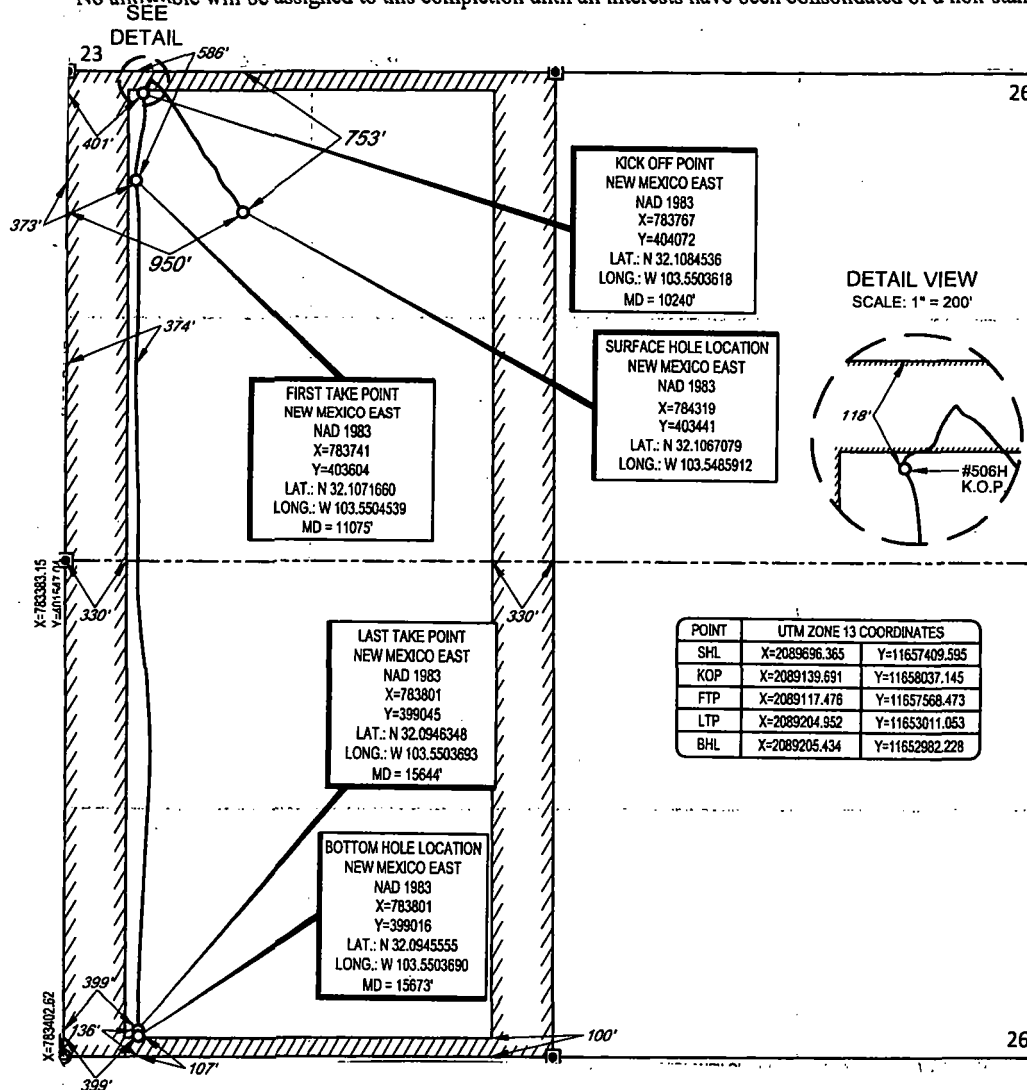 SEE
DETAIL
23
586'
26
401'
753'
373'
950'
374'
KICK OFF POINT
NEW MEXICO EAST
NAD 1983
X=783767
Y=404072
LAT.: N 32.1084536
LONG.: W 103.5503618
MD = 10240'
DETAIL VIEW
SCALE: 1" = 200'
118'
#506H
K.O.P.
SURFACE HOLE LOCATION
NEW MEXICO EAST
NAD 1983
X=784319
Y=403441
LAT.: N 32.1067079
LONG.: W 103.5485912
FIRST TAKE POINT
NEW MEXICO EAST
NAD 1983
X=783741
Y=403604
LAT.: N 32.1071660
LONG.: W 103.5504539
MD = 11075'
X=783383.15
330'
330'
LAST TAKE POINT
NEW MEXICO EAST
NAD 1983
X=783801
Y=399045
LAT.: N 32.0946348
LONG.: W 103.5503693
MD = 15644'
POINT UTM ZONE 13 COORDINATES
SHL X=2089696.365 Y=11657409.595
KOP X=2089139.691 Y=11658037.145
FTP X=2089117.476 Y=11657568.473
LTP X=2089204.952 Y=11653011.053
BHL X=2089205.434 Y=11652982.228
BOTTOM HOLE LOCATION
NEW MEXICO EAST
NAD 1983
X=783801
Y=399016
LAT.: N 32.0945555
LONG.: W 103.5503690
MD = 15673'
X=783402.62
399'
136'
399'
107'
100'
26